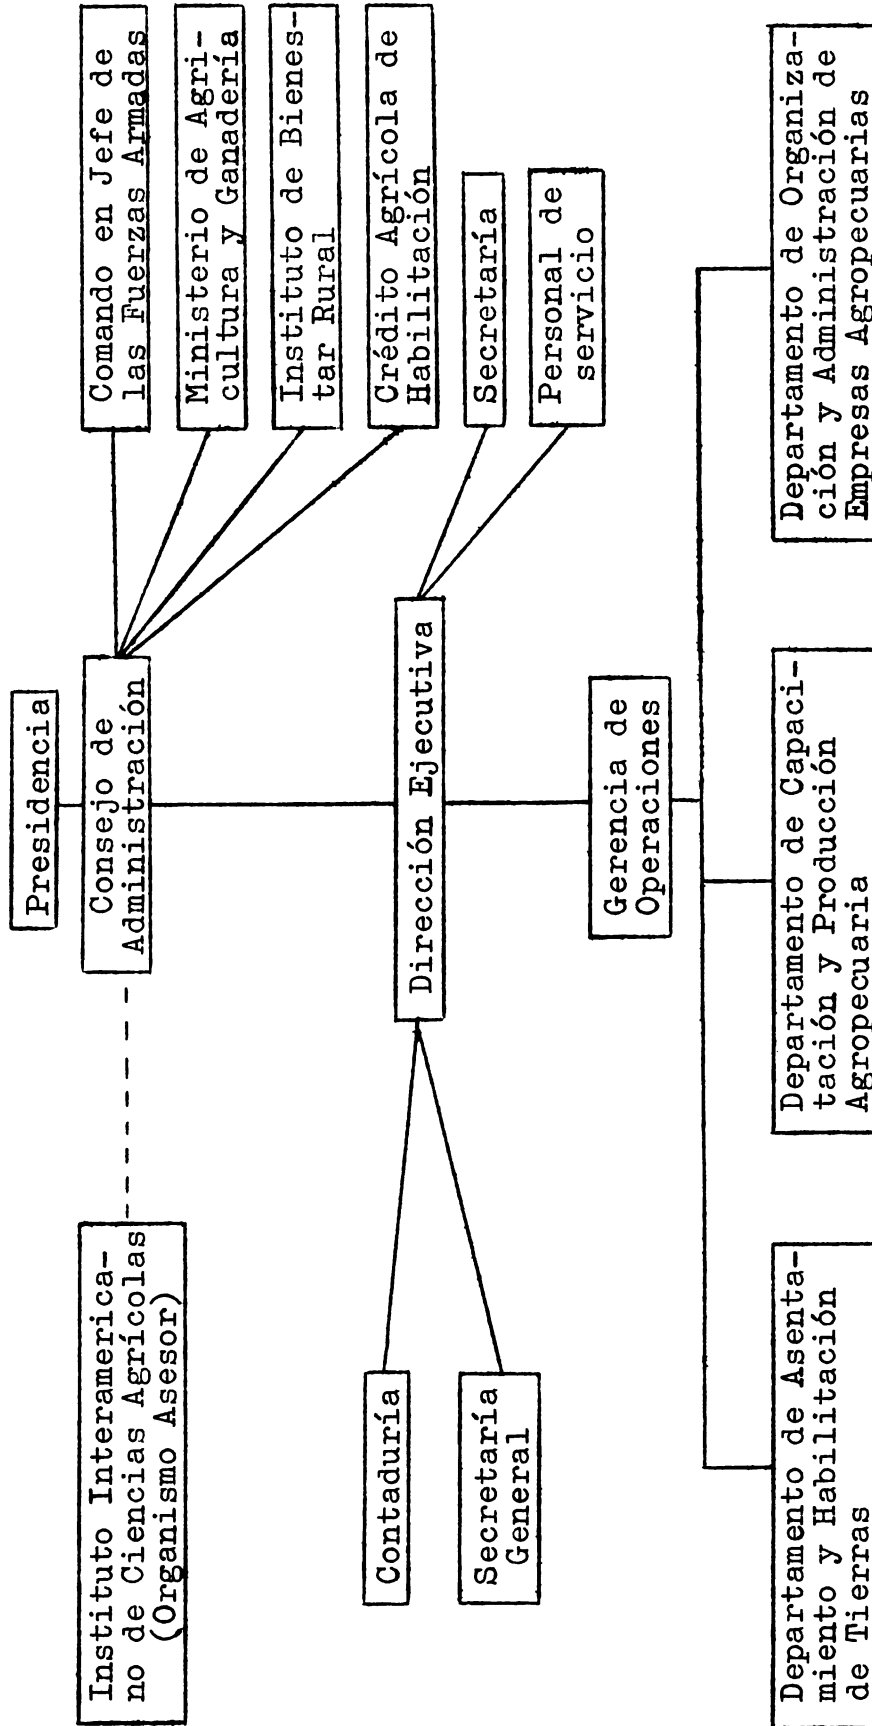 Presidencia
Consejo de
Administración
Instituto Interamerica-
no de Ciencias Agrícolas
(Organismo Asesor)
Comando en Jefe de
las Fuerzas Armadas
Ministerio de Agri-
cultura y Ganadería
Instituto de Bienes-
tar Rural
Crédito Agrícola de
Habilitación
Dirección Ejecutiva
Contaduría
Secretaría
General
Secretaría
Personal de
servicio
Gerencia de
Operaciones
Departamento de Asenta-
miento y Habilitación
de Tierras
Departamento de Capaci-
tación y Producción
Agropecuaria
Departamento de Organiza-
ción y Administración de
Empresas Agropecuarias